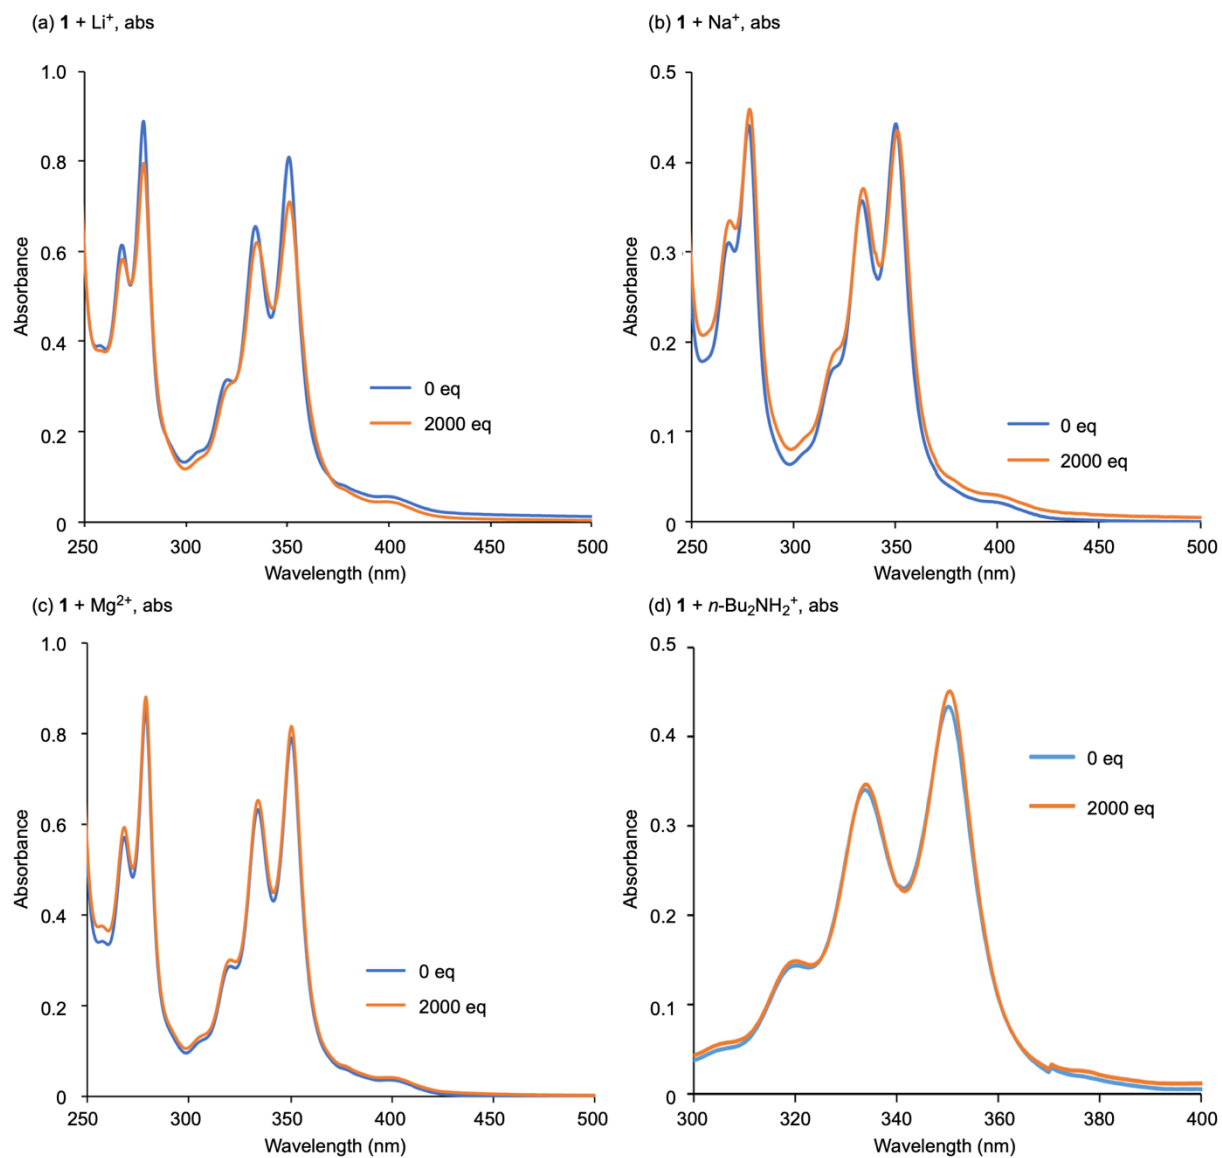 (a) 1 + Li⁺, abs
1.0
0.8
0.6
0.4
0.2
0
250 300 350 400 450 500
Absorbance
Wavelength (nm)
0 eq
2000 eq
(b) 1 + Na⁺, abs
0.5
0.4
0.3
0.2
0.1
0
250 300 350 400 450 500
Absorbance
Wavelength (nm)
0 eq
2000 eq
(c) 1 + Mg²⁺, abs
1.0
0.8
0.6
0.4
0.2
0
250 300 350 400 450 500
Absorbance
Wavelength (nm)
0 eq
2000 eq
(d) 1 + n-Bu₂NH₂⁺, abs
0.5
0.4
0.3
0.2
0.1
0
300 320 340 360 380 400
Absorbance
Wavelength (nm)
0 eq
2000 eq